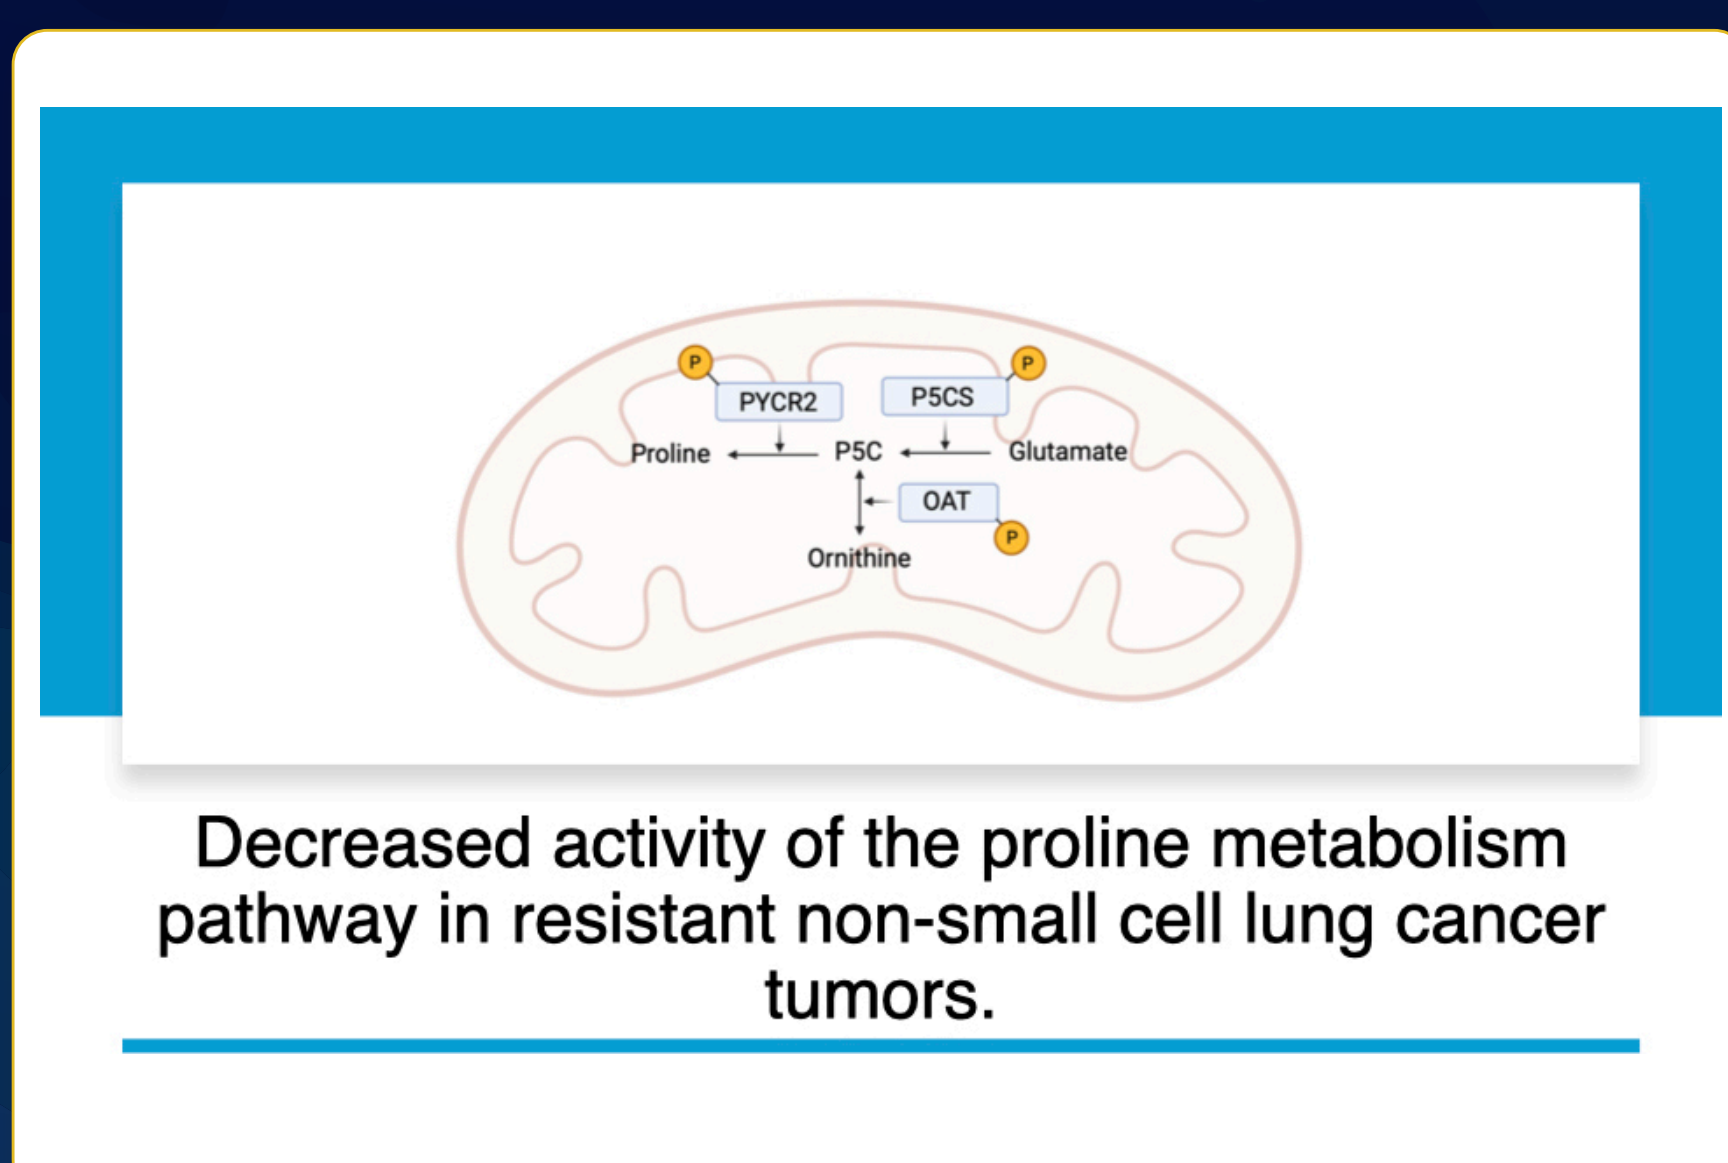 P
P
PYCR2
P5CS
Proline
P5C
Glutamate
OAT
P
Ornithine
Decreased activity of the proline metabolism
pathway in resistant non-small cell lung cancer
tumors.